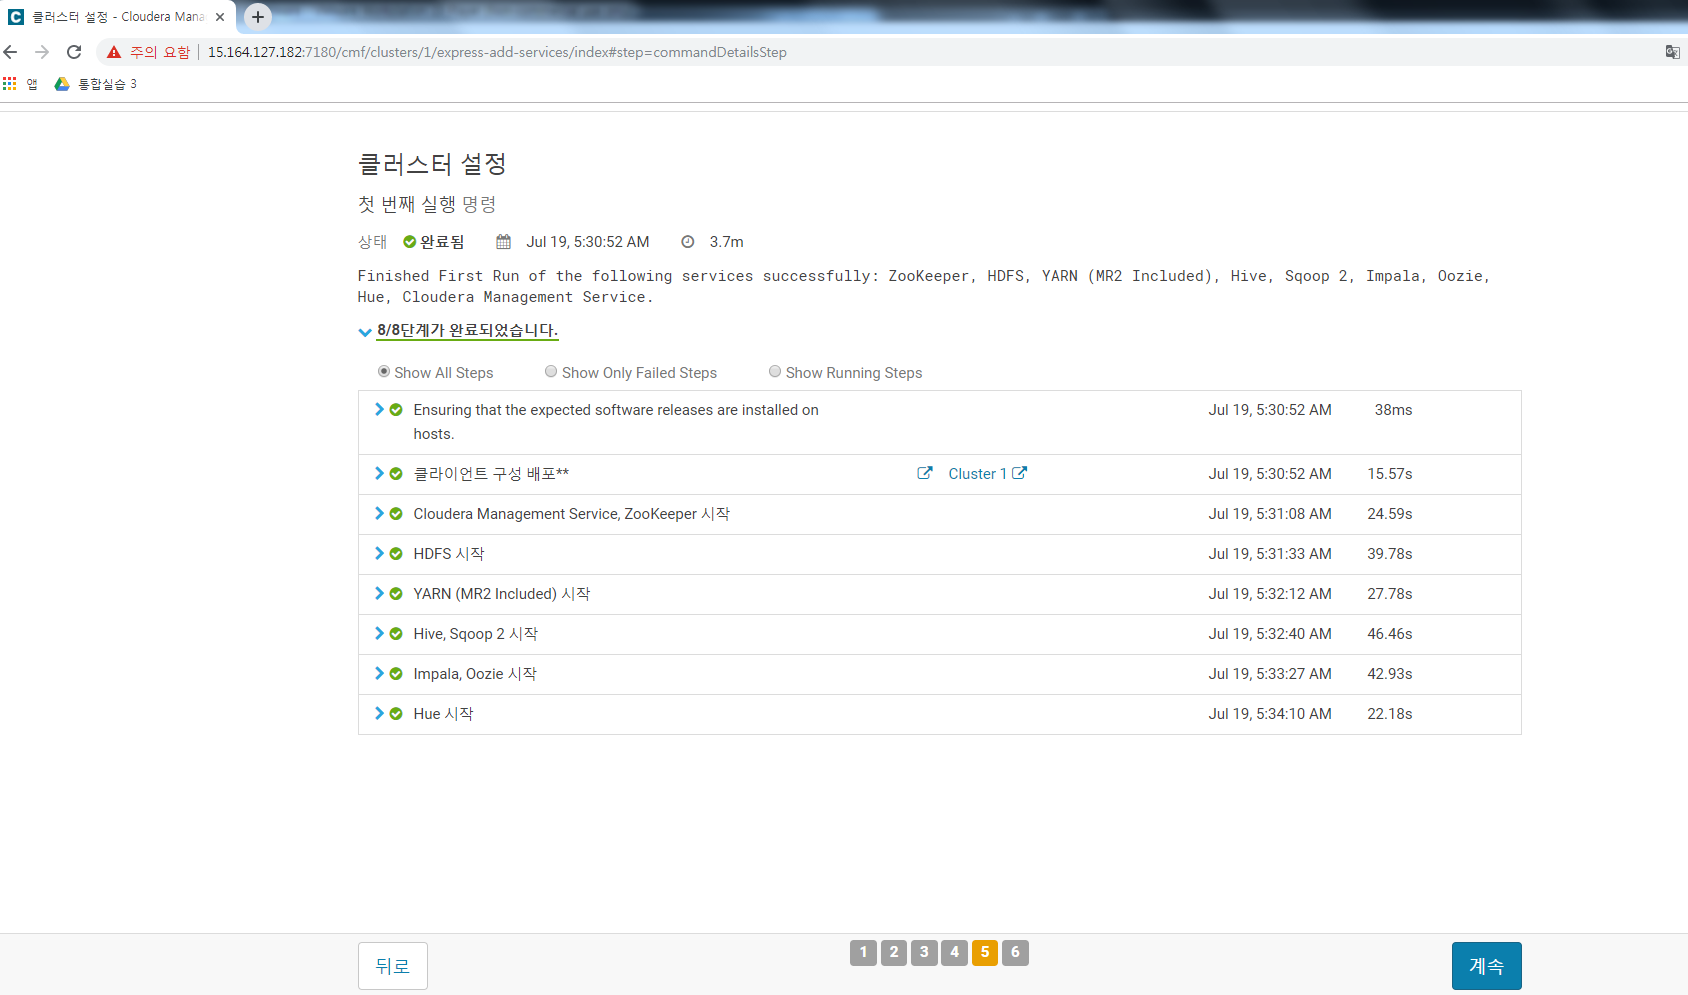 클러스터 설정 - Cloudera Mana
주의 요함 15.164.127.182:7180/cmf/clusters/1/express-add-services/index#step=commandDetailsStep
앱 통합실습 3
클러스터 설정
첫 번째 실행 명령
상태 완료됨 Jul 19, 5:30:52 AM 3.7m
Finished First Run of the following services successfully: ZooKeeper, HDFS, YARN (MR2 Included), Hive, Sqoop 2, Impala, Oozie,
Hue, Cloudera Management Service.
8/8단계가 완료되었습니다.
Show All Steps Show Only Failed Steps Show Running Steps
Ensuring that the expected software releases are installed on Jul 19, 5:30:52 AM 38ms
hosts.
클라이언트 구성 배포** Cluster 1 Jul 19, 5:30:52 AM 15.57s
Cloudera Management Service, ZooKeeper 시작 Jul 19, 5:31:08 AM 24.59s
HDFS 시작 Jul 19, 5:31:33 AM 39.78s
YARN (MR2 Included) 시작 Jul 19, 5:32:12 AM 27.78s
Hive, Sqoop 2 시작 Jul 19, 5:32:40 AM 46.46s
Impala, Oozie 시작 Jul 19, 5:33:27 AM 42.93s
Hue 시작 Jul 19, 5:34:10 AM 22.18s
뒤로 1 2 3 4 5 6 계속